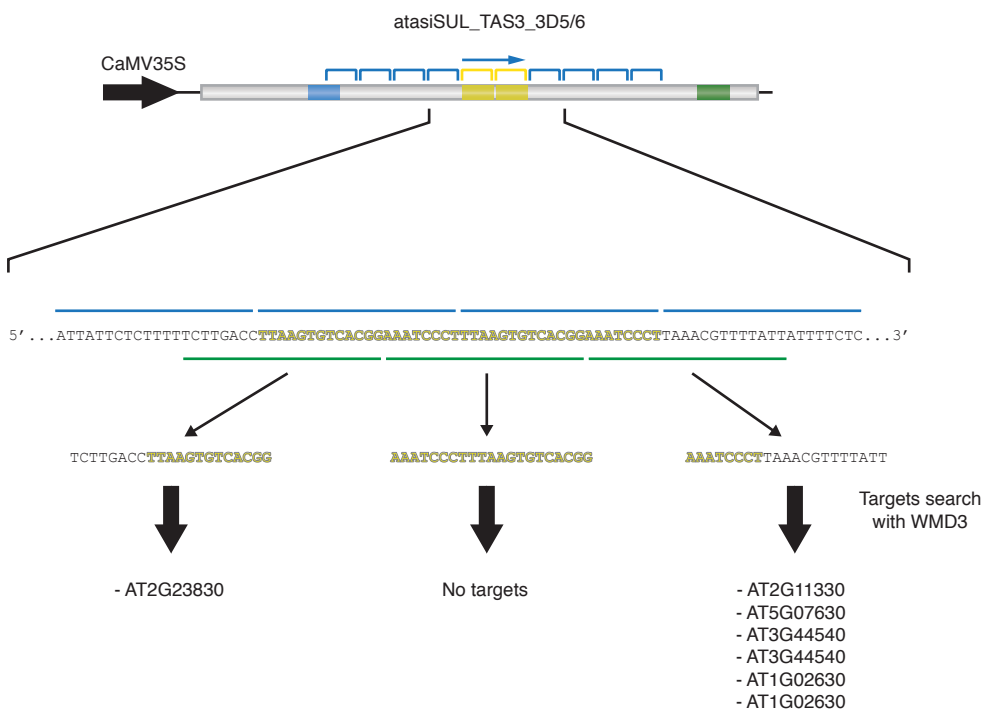 atasiSUL_TAS3_3D5/6
CaMV35S
5’...ATTATTCTCTTTTTCTTGACCTTAAGTGTCACGGAAATCCCTTTAAGTGTCACGGAAATCCCTTAAACGTTTTATTATTTTCTC...3’
TCTTGACCTTAAGTGTCACGG AAATCCCTTTAAGTGTCACGG AAATCCCTTAAACGTTTTATT
Targets search
with WMD3
- AT2G23830 No targets - AT2G11330
- AT5G07630
- AT3G44540
- AT3G44540
- AT1G02630
- AT1G02630